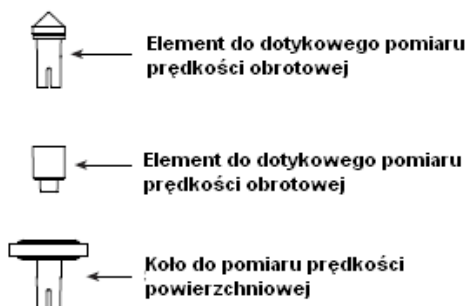 Element do dotykowego pomiaru
prędkości obrotowej
Element do dotykowego pomiaru
prędkości obrotowej
Koło do pomiaru prędkości
powierzchniowej